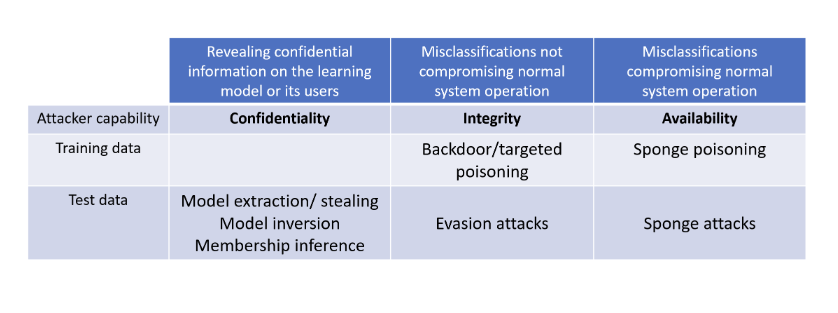 Revealing confidential
information on the learning
model or its users
Misclassifications not
compromising normal
system operation
Misclassifications
compromising normal
system operation
Attacker capability
Confidentiality
Integrity
Availability
Training data
Backdoor/targeted
poisoning
Sponge poisoning
Test data
Model extraction/ stealing
Model inversion
Membership inference
Evasion attacks
Sponge attacks